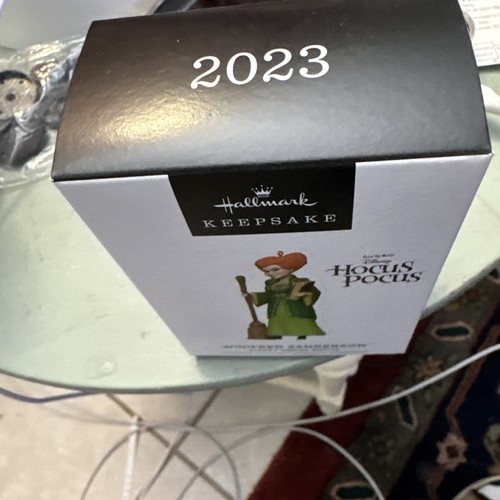 2023
Hallmark
KEEPSAKE
Disney
HOCUS
POCUS
WINIFRED SANDERSON